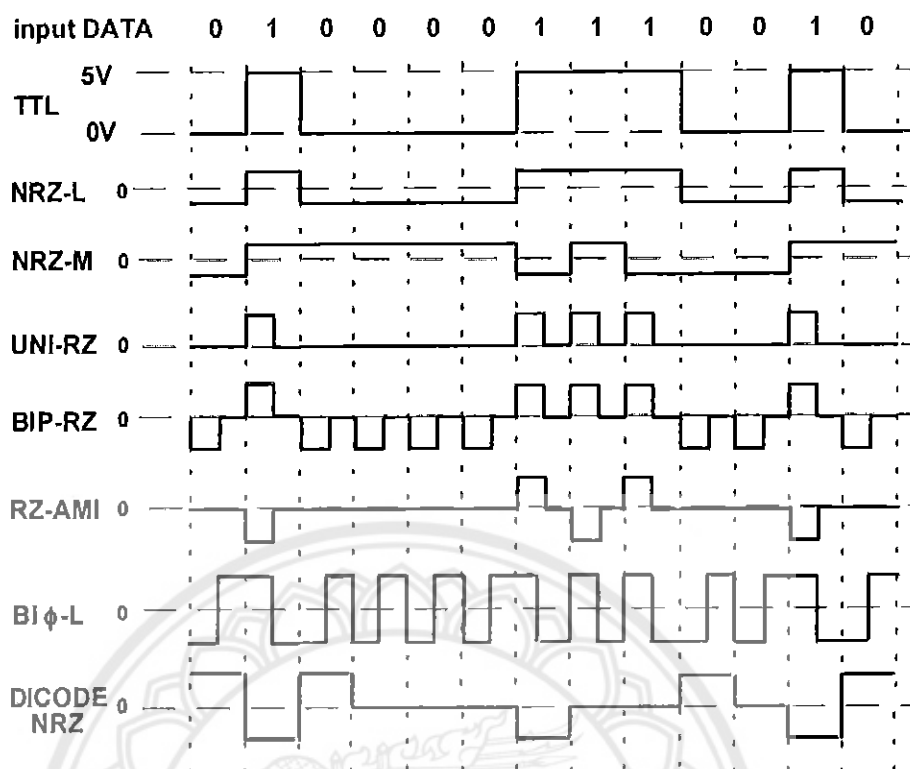 input DATA 0 1 0 0 0 0 1 1 1 0 0 1 0
5V
TTL
0V
NRZ-L 0
NRZ-M 0
UNI-RZ 0
BIP-RZ 0
RZ-AMI 0
BIϕ-L 0
DICODE 0
NRZ